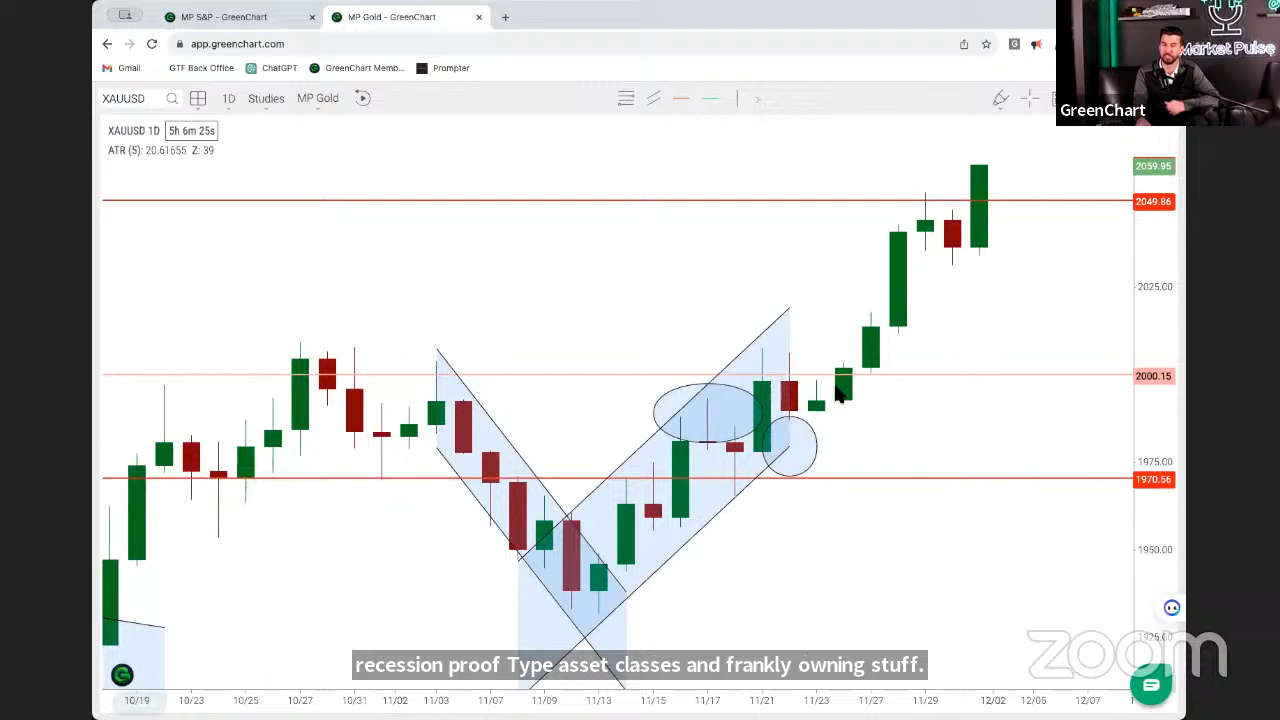 MP S&P - GreenChart
MP Gold - GreenChart
app.greenchart.com
Gmail
GTF Back Office
ChatGPT
GreenChart Memb...
Prompter
Market Pulse
GreenChart
XAUUSD
1D
Studies
MP Gold
XAUUSD 1D
5h 6m 25s
ATR (5): 20.61655 Z: 39
2059.95
2049.86
2025.00
2000.15
1975.00
1970.56
1950.00
1925.00
recession proof Type asset classes and frankly owning stuff.
zoom
10/19
10/23
10/25
10/27
11/02
11/03
11/07
11/09
11/13
11/15
11/17
11/21
11/23
11/27
11/29
12/02
12/05
12/07
12/11